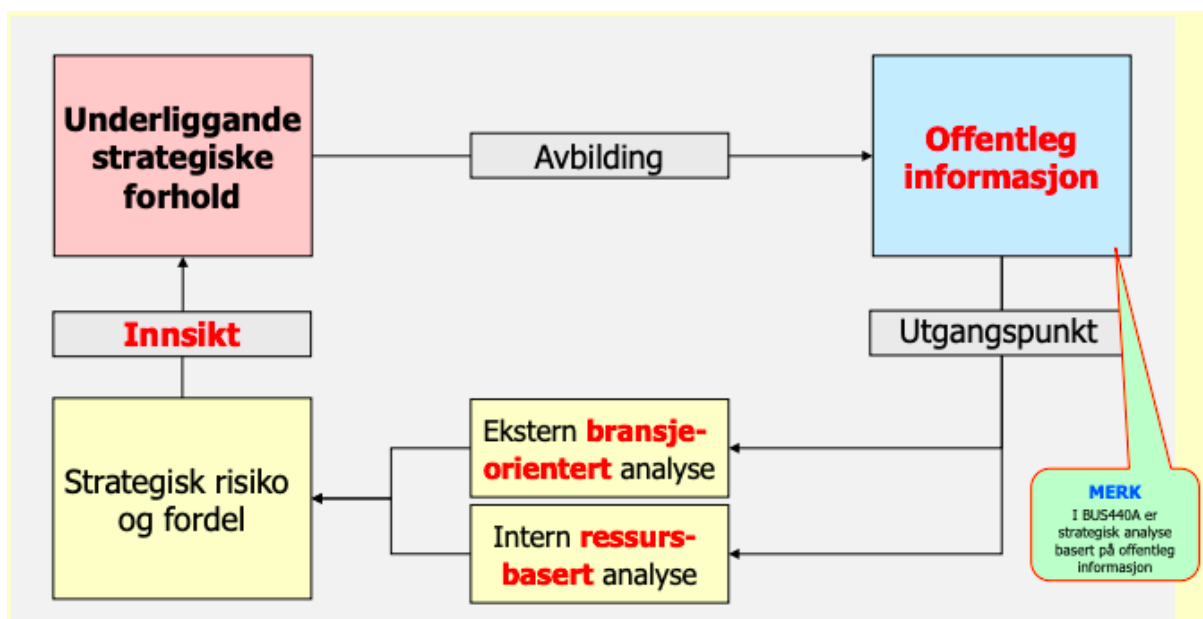 Underliggande
strategiske
forhold
Avbilding
Offentleg
informasjon
Innsikt
Utgangspunkt
Strategisk risiko
og fordel
Ekstern bransje-
orientert analyse
Intern ressurs-
basert analyse
MERK
I BUS440A er
strategisk analyse
basert på offentleg
informasjon